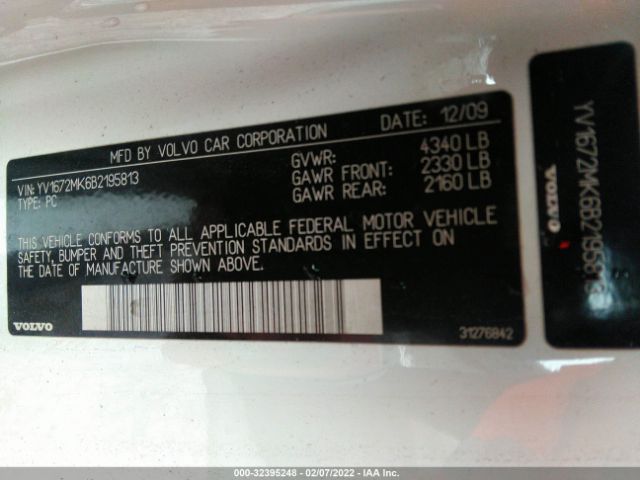 MFD BY VOLVO CAR CORPORATION DATE: 12/09
VIN: YV1672MK6B2195813 GVWR: 4340 LB
TYPE: PC GAWR FRONT: 2330 LB
GAWR REAR: 2160 LB
THIS VEHICLE CONFORMS TO ALL APPLICABLE FEDERAL MOTOR VEHICLE
SAFETY, BUMPER AND THEFT PREVENTION STANDARDS IN EFFECT ON
THE DATE OF MANUFACTURE SHOWN ABOVE.
VOLVO 31276842
YV1672MK6B2195813
VOLVO
000-32395248 - 02/07/2022 - IAA Inc.